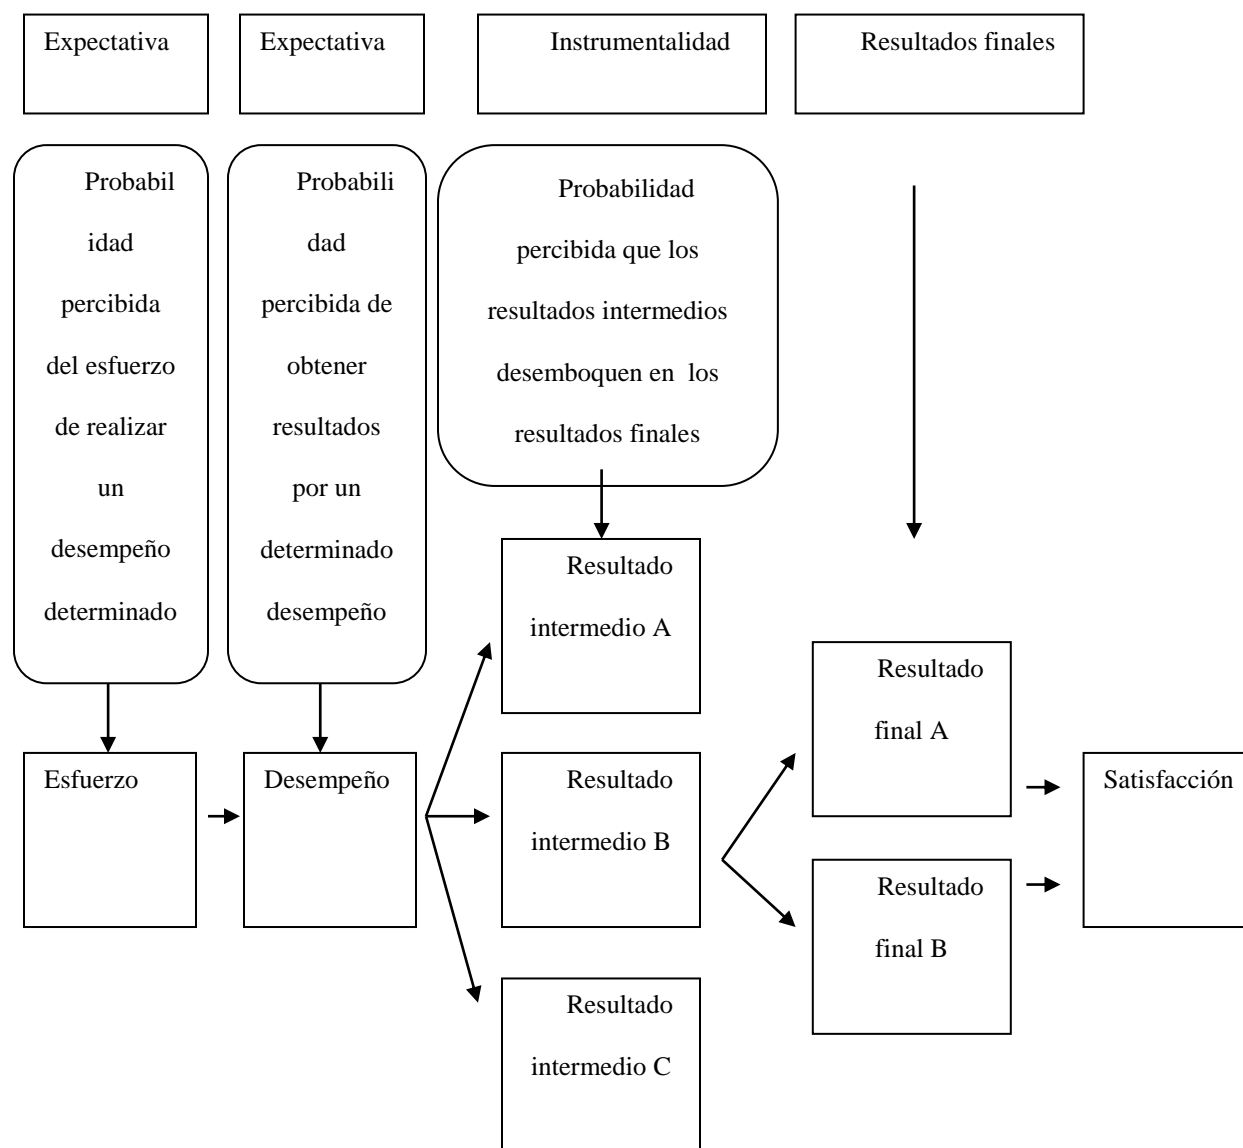 Expectativa
Expectativa
Instrumentalidad
Resultados finales
Probabil
idad
percibida
del esfuerzo
de realizar
un
desempeño
determinado
Probabili
dad
percibida de
obtener
resultados
por un
determinado
desempeño
Probabilidad
percibida que los
resultados intermedios
desemboquen en los
resultados finales
Esfuerzo
Desempeño
Resultado
intermedio A
Resultado
intermedio B
Resultado
intermedio C
Resultado
final A
Resultado
final B
Satisfacción